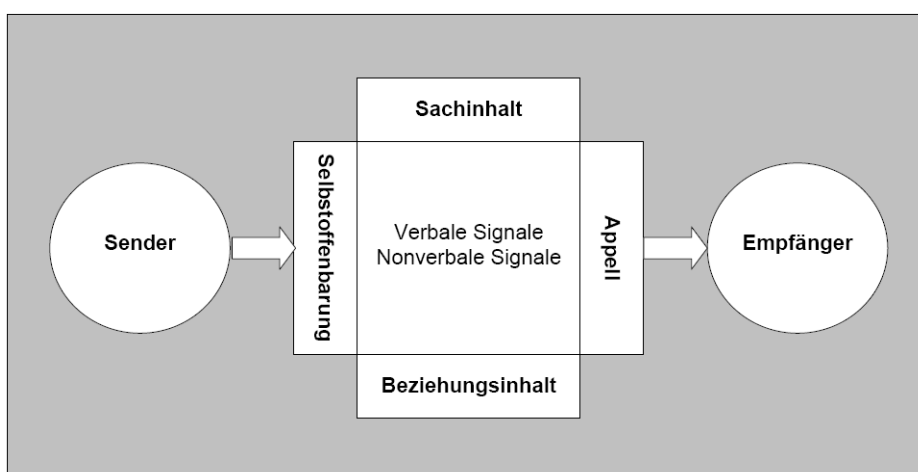 Sachinhalt
Sender
Selbstoffenbarung
Verbale Signale
Nonverbale Signale
Appell
Empfänger
Beziehungsinhalt